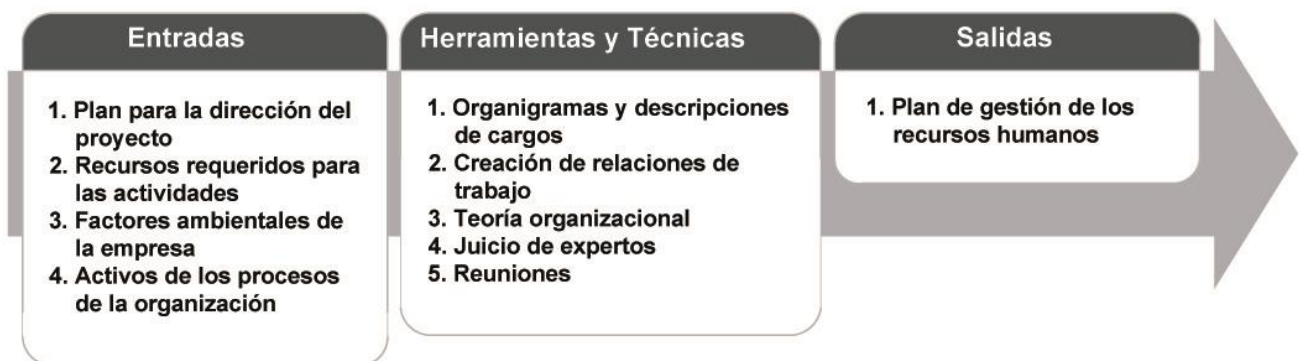 Entradas
1. Plan para la dirección del
proyecto
2. Recursos requeridos para
las actividades
3. Factores ambientales de
la empresa
4. Activos de los procesos
de la organización
Herramientas y Técnicas
1. Organigramas y descripciones
de cargos
2. Creación de relaciones de
trabajo
3. Teoría organizacional
4. Juicio de expertos
5. Reuniones
Salidas
1. Plan de gestión de los
recursos humanos